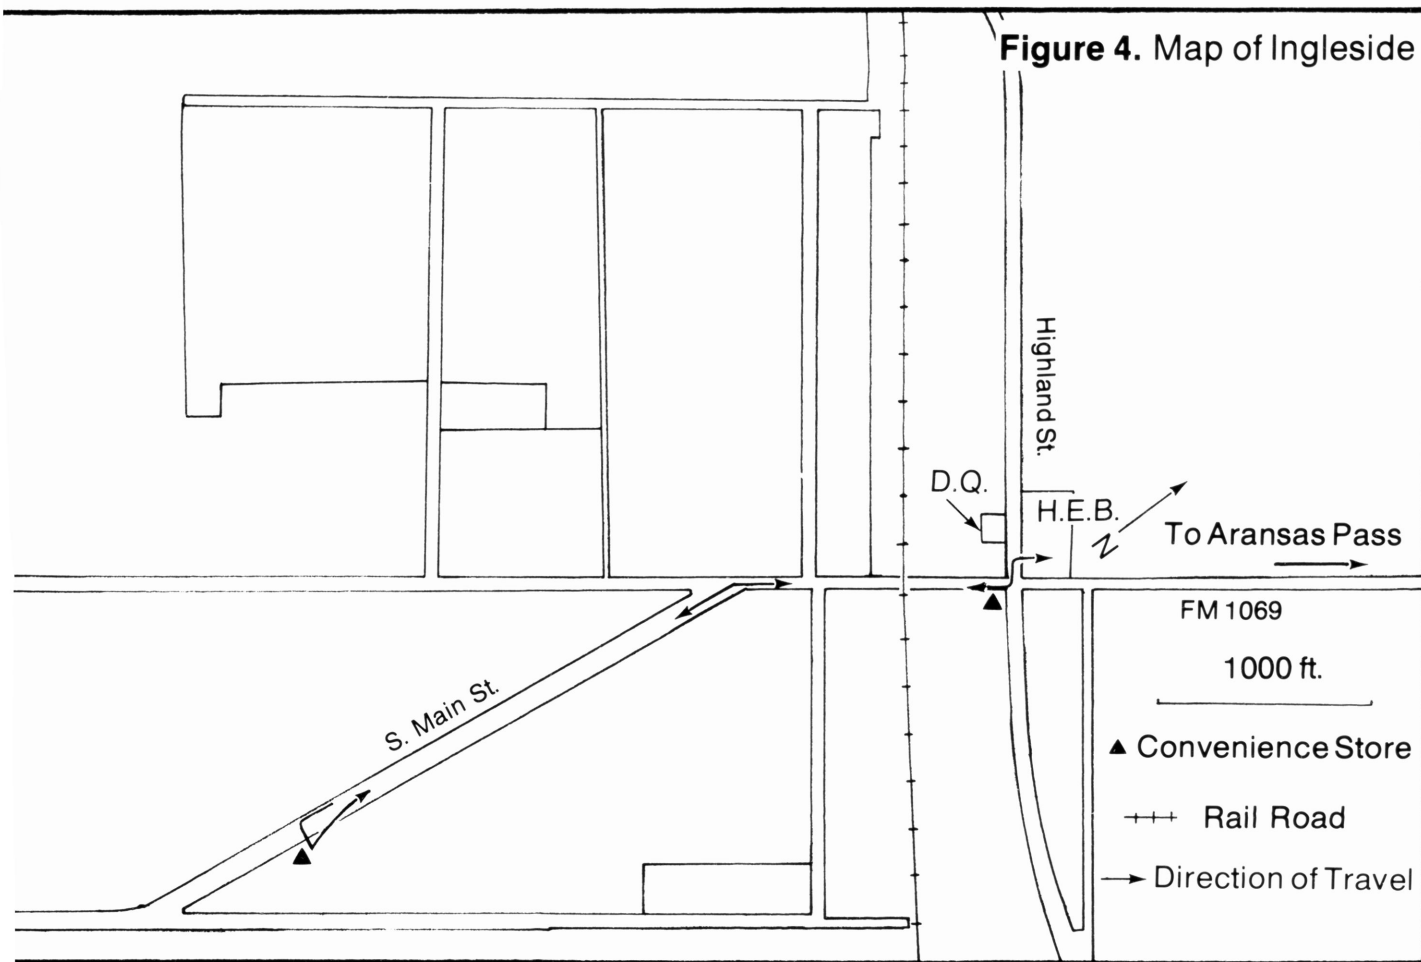 Figure 4. Map of Ingleside
Highland St.
D.Q.
H.E.B.
N
To Aransas Pass
FM 1069
1000 ft.
S. Main St.
Convenience Store
Rail Road
Direction of Travel